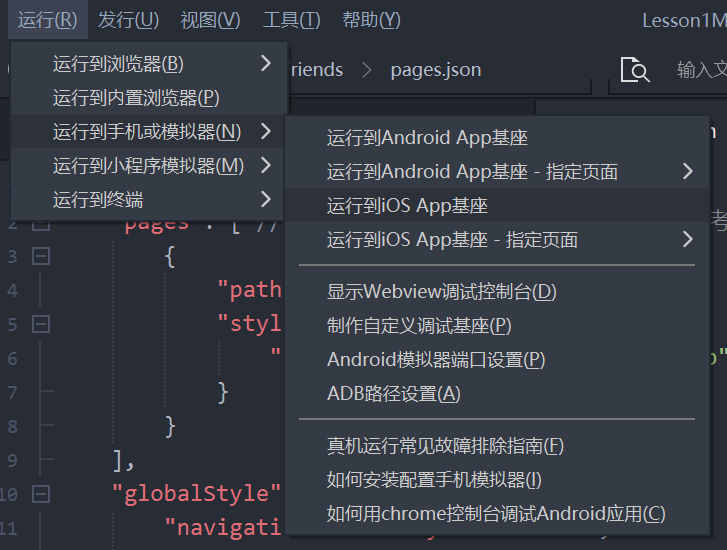 运行(R) 发行(U) 视图(V) 工具(T) 帮助(Y) Lesson1M
运行到浏览器(B)
riends > pages.json
输入文
运行到内置浏览器(P)
运行到手机或模拟器(N)
运行到小程序模拟器(M)
运行到终端
运行到Android App基座
运行到Android App基座 - 指定页面
运行到iOS App基座
运行到iOS App基座 - 指定页面
显示Webview调试控制台(D)
制作自定义调试基座(P)
Android模拟器端口设置(P)
ADB路径设置(A)
真机运行常见故障排除指南(F)
如何安装配置手机模拟器(I)
如何用chrome控制台调试Android应用(C)
2 pages : [ //
考
3 {
4 "path
5 "styl
6 "
7 }
8 }
9 ],
10 "globalStyle"
11 "navigati